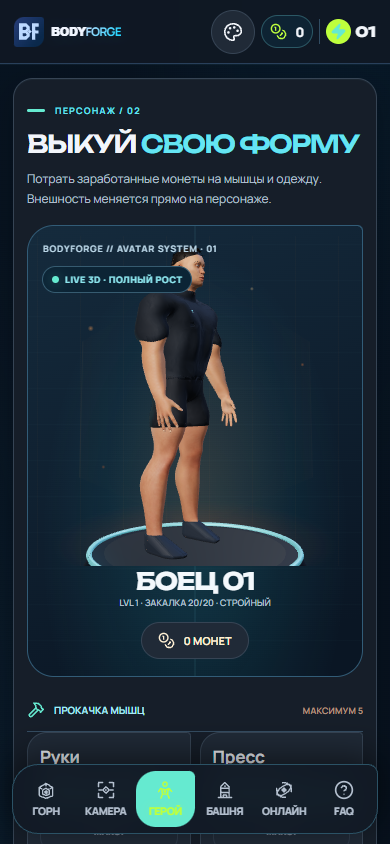 BF BODYFORGE 0 01
ПЕРСОНАЖ / 02
ВЫКУЙ СВОЮ ФОРМУ
Потрать заработанные монеты на мышцы и одежду.
Внешность меняется прямо на персонаже.
BODYFORGE // AVATAR SYSTEM · 01
LIVE 3D · ПОЛНЫЙ РОСТ
БОЕЦ 01
LVL 1 · ЗАКАЛКА 20/20 · СТРОЙНЫЙ
0 МОНЕТ
ПРОКАЧКА МЫШЦ МАКСИМУМ 5
Руки Пресс
ГОРН КАМЕРА ГЕРОЙ БАШНЯ ОНЛАЙН FAQ